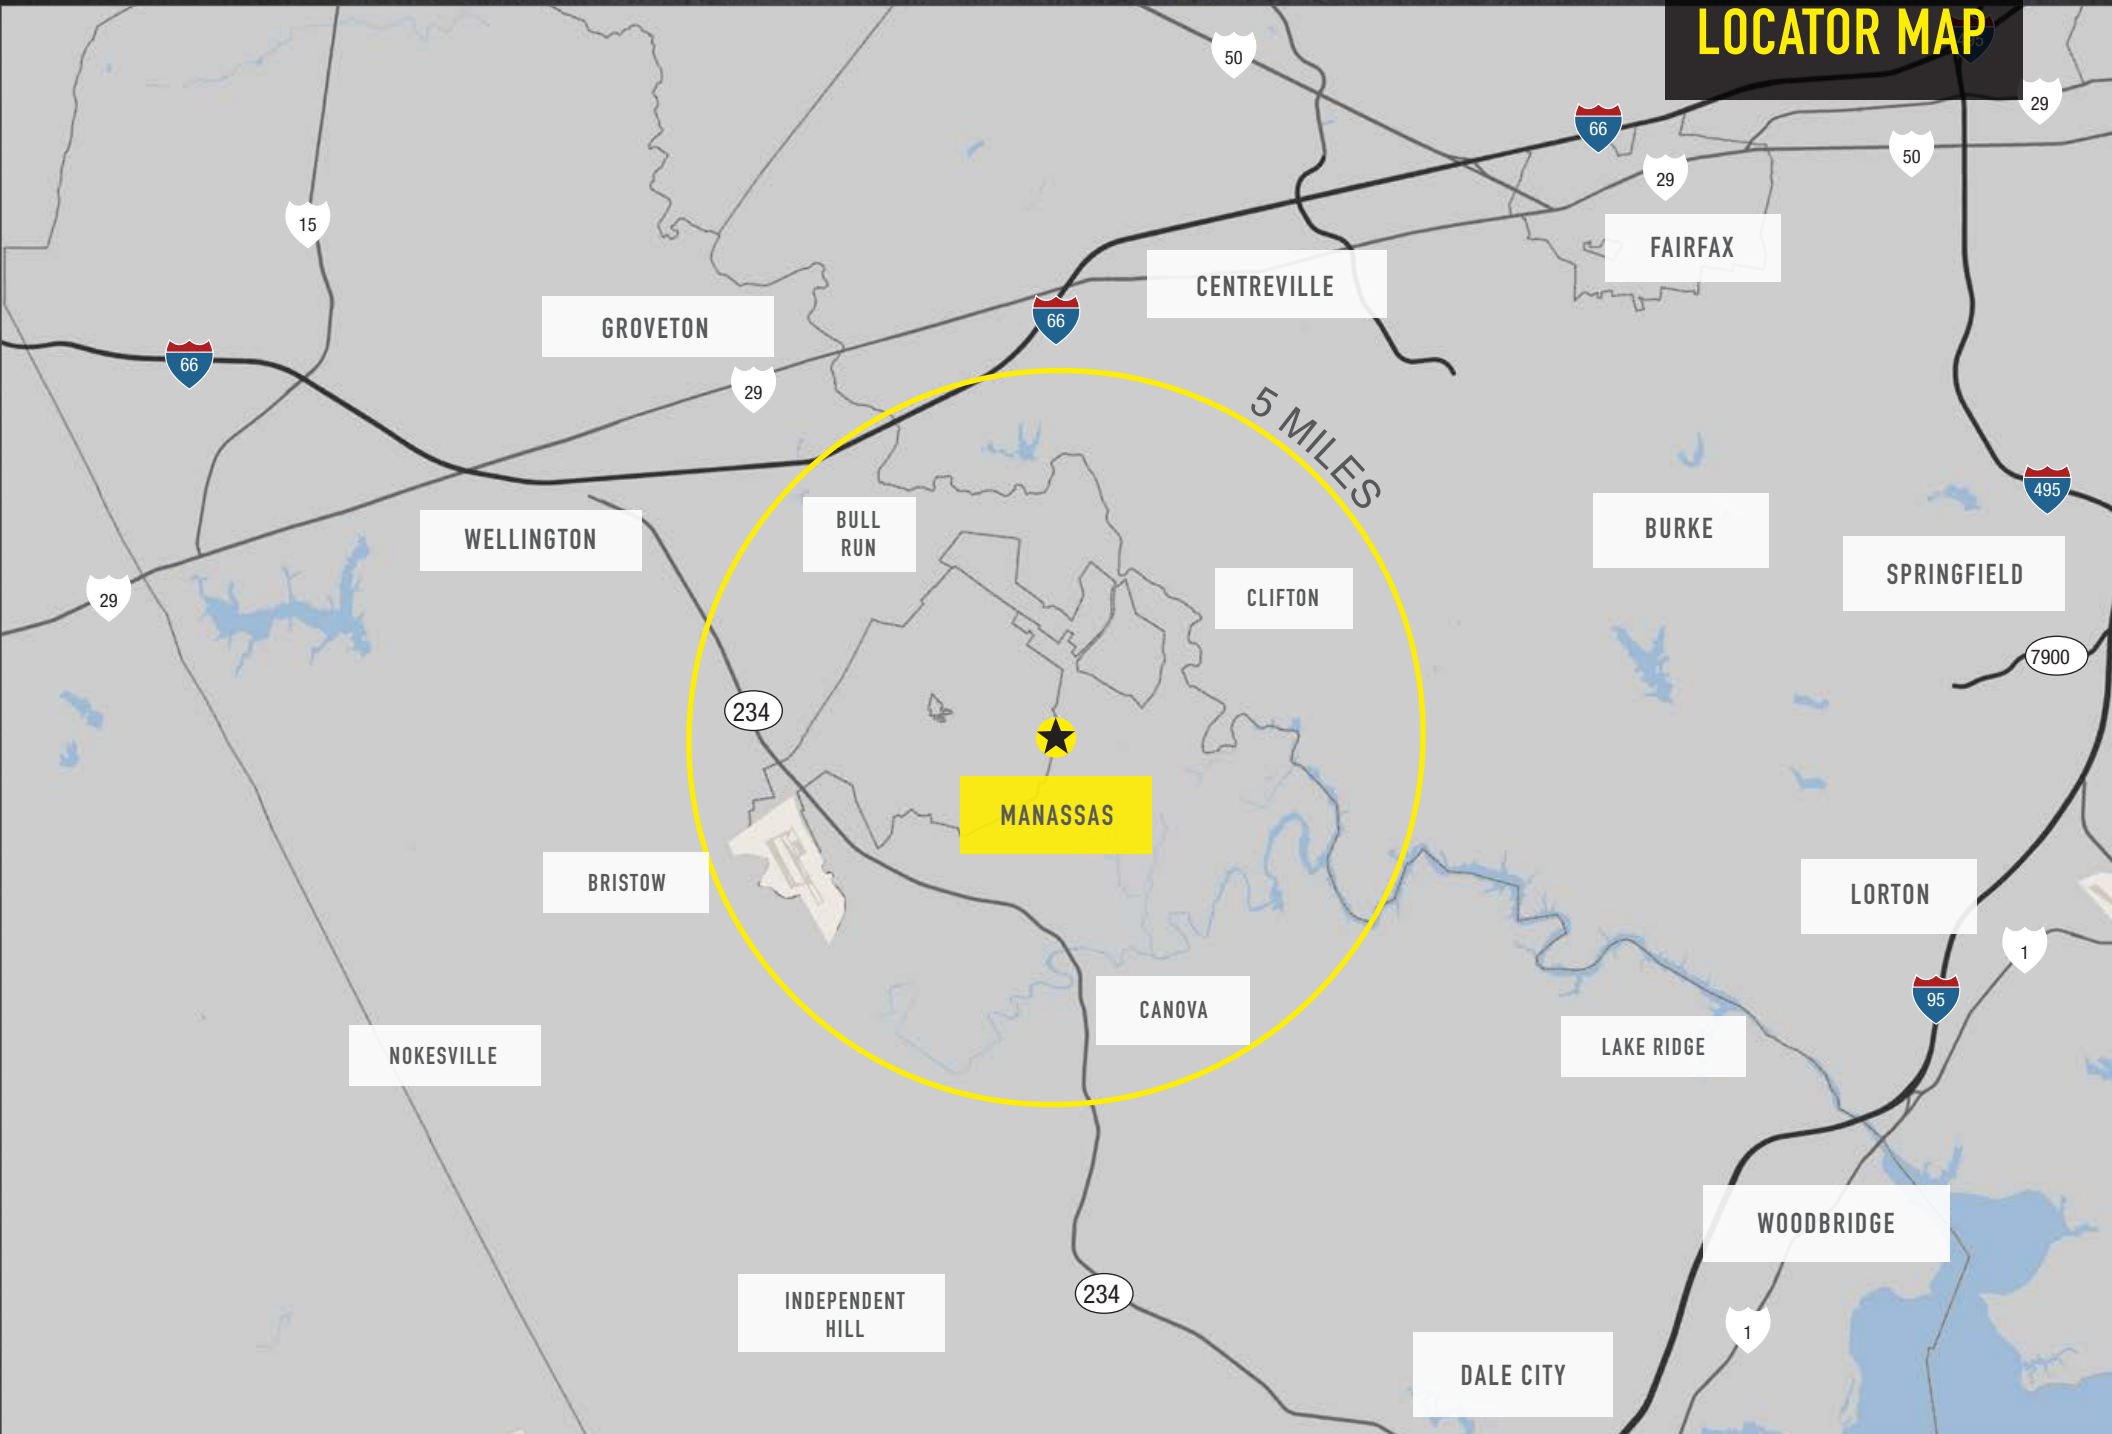 LOCATOR MAP
50
29
66
50
29
15
FAIRFAX
CENTREVILLE
GROVETON
66
66
29
5 MILES
495
BULL
RUN
BURKE
WELLINGTON
SPRINGFIELD
29
CLIFTON
7900
234
MANASSAS
BRISTOW
LORTON
1
95
CANOVA
LAKE RIDGE
NOKESVILLE
WOODBRIDGE
234
INDEPENDENT
HILL
1
DALE CITY